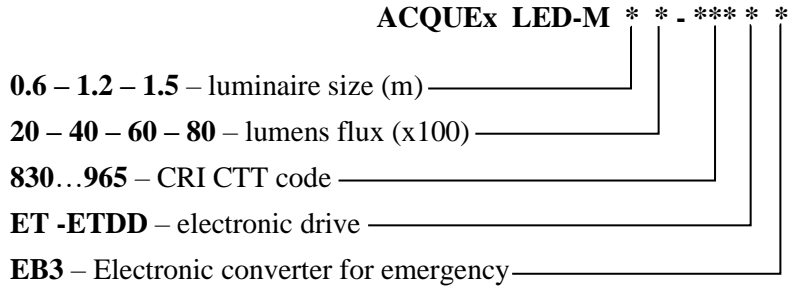 ACQUEx LED-M * * - *** * *
0.6 – 1.2 – 1.5 – luminaire size (m)
20 – 40 – 60 – 80 – lumens flux (x100)
830…965 – CRI CTT code
ET -ETDD – electronic drive
EB3 – Electronic converter for emergency